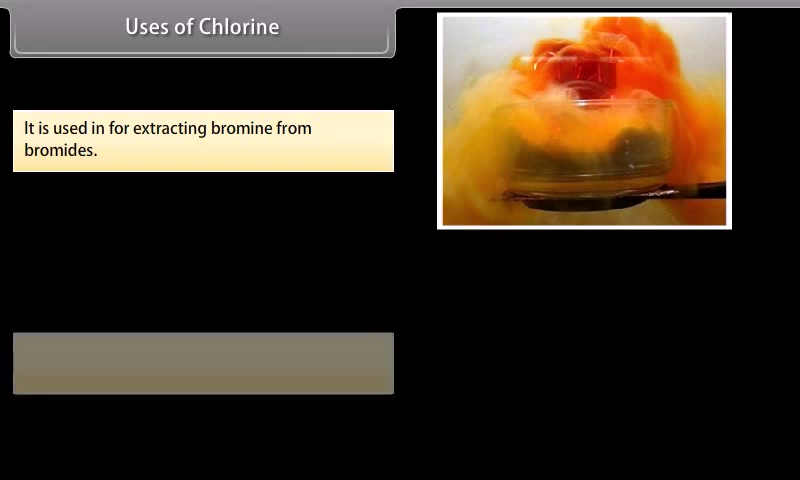 Uses of Chlorine
It is used in for extracting bromine from
bromides.